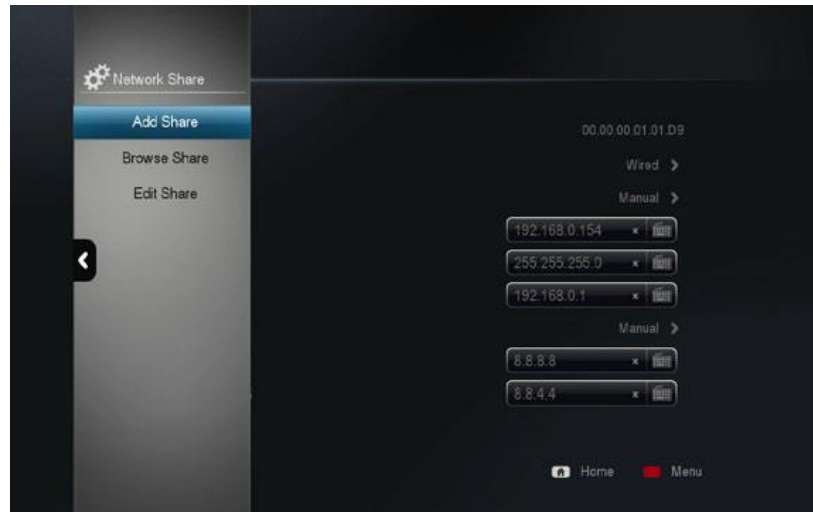 Network Share
Add Share
Browse Share
Edit Share
00.00.00.01.01.D9
Wired
Manual
192.168.0.154
255.255.255.0
192.168.0.1
Manual
8.8.8.8
8.8.4.4
Home Menu